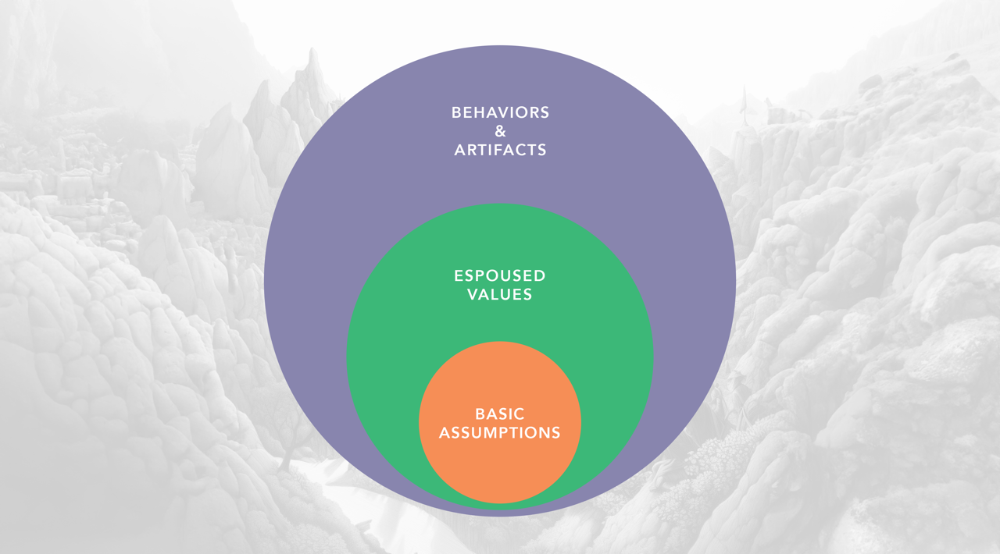 BEHAVIORS
&
ARTIFACTS
ESPOUSED
VALUES
BASIC
ASSUMPTIONS